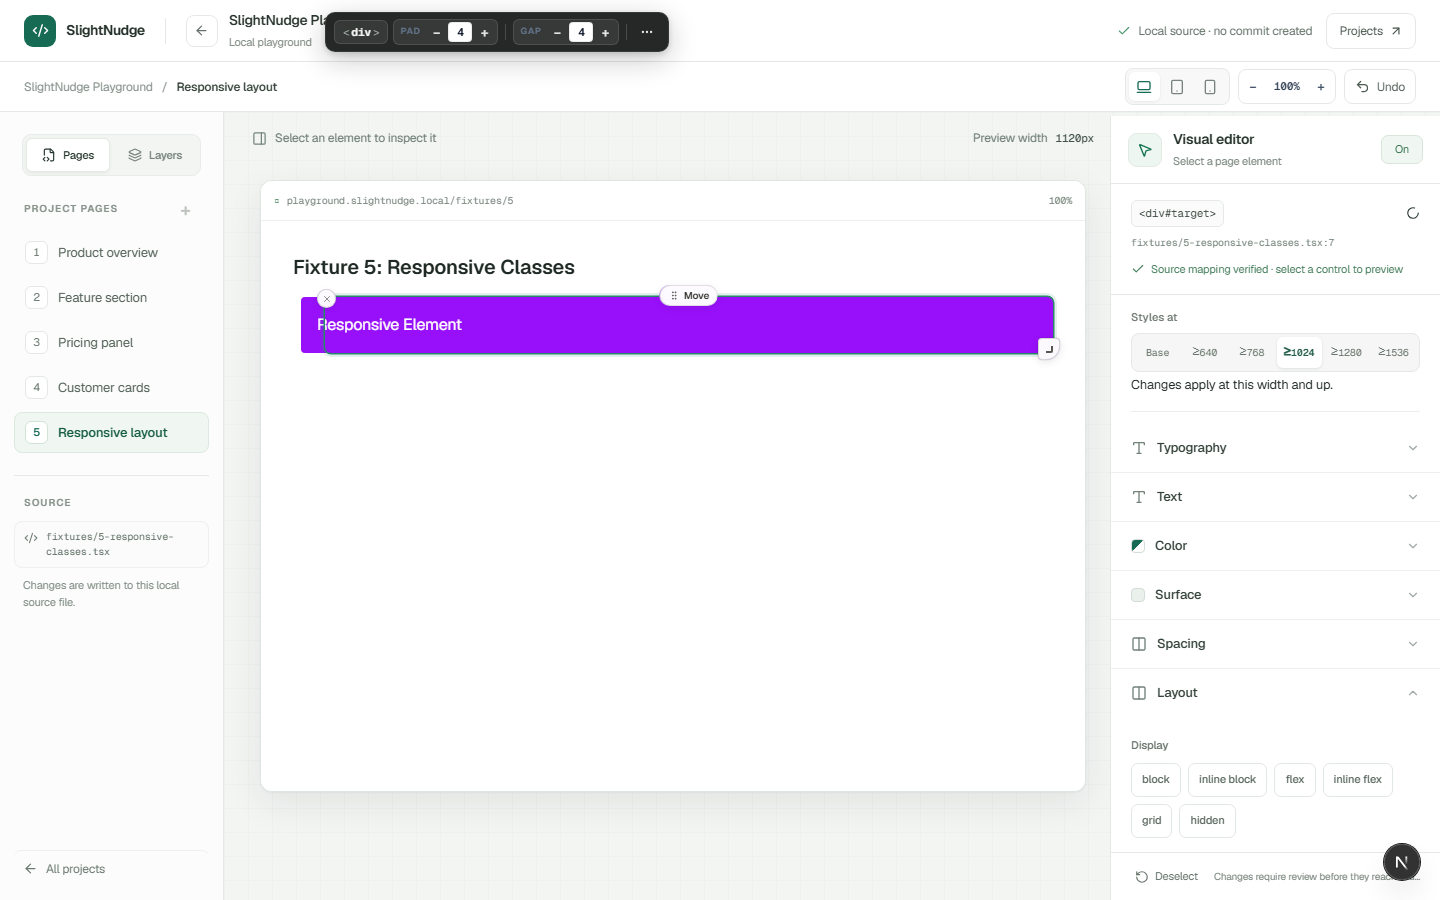 SlightNudge
SlightNudge Pla
Local playground
<div>
PAD − 4 +
GAP − 4 +
Local source · no commit created
Projects
SlightNudge Playground / Responsive layout
− 100% +
Undo
Pages
Layers
PROJECT PAGES
1 Product overview
2 Feature section
3 Pricing panel
4 Customer cards
5 Responsive layout
SOURCE
fixtures/5-responsive-
classes.tsx
Changes are written to this local
source file.
All projects
Select an element to inspect it
Preview width 1120px
playground.slightnudge.local/fixtures/5
100%
Fixture 5: Responsive Classes
Move
Responsive Element
Visual editor
Select a page element
On
<div#target>
fixtures/5-responsive-classes.tsx:7
Source mapping verified · select a control to preview
Styles at
Base ≥640 ≥768 ≥1024 ≥1280 ≥1536
Changes apply at this width and up.
Typography
Text
Color
Surface
Spacing
Layout
Display
block inline block flex inline flex
grid hidden
Deselect
Changes require review before they
N